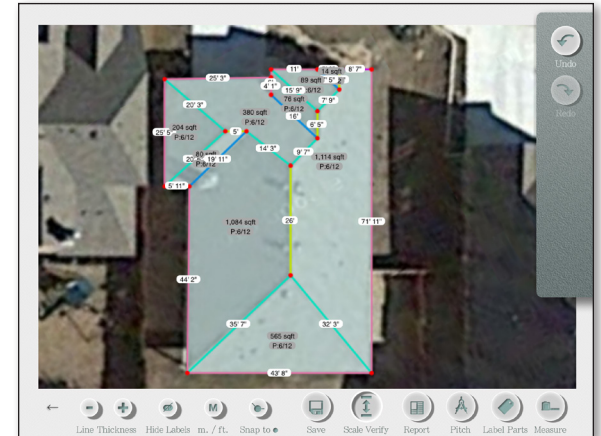 11'
8' 7"
14 sqft
25' 3"
89 sqft
4' 1"
15' 9"
76 sqft
P:6/12
7' 9"
20' 3"
380 sqft
P:6/12
16'
6' 5"
204 sqft
P:6/12
25' 5"
5'
14' 3"
9' 7"
1,114 sqft
P:6/12
80
19' 11"
5' 11"
1,084 sqft
P:6/12
26'
71' 11"
44' 2"
35' 7"
32' 3"
565 sqft
P:6/12
43' 8"
Undo
Redo
M
Line Thickness Hide Labels m. / ft. Snap to Save Scale Verify Report Pitch Label Parts Measure